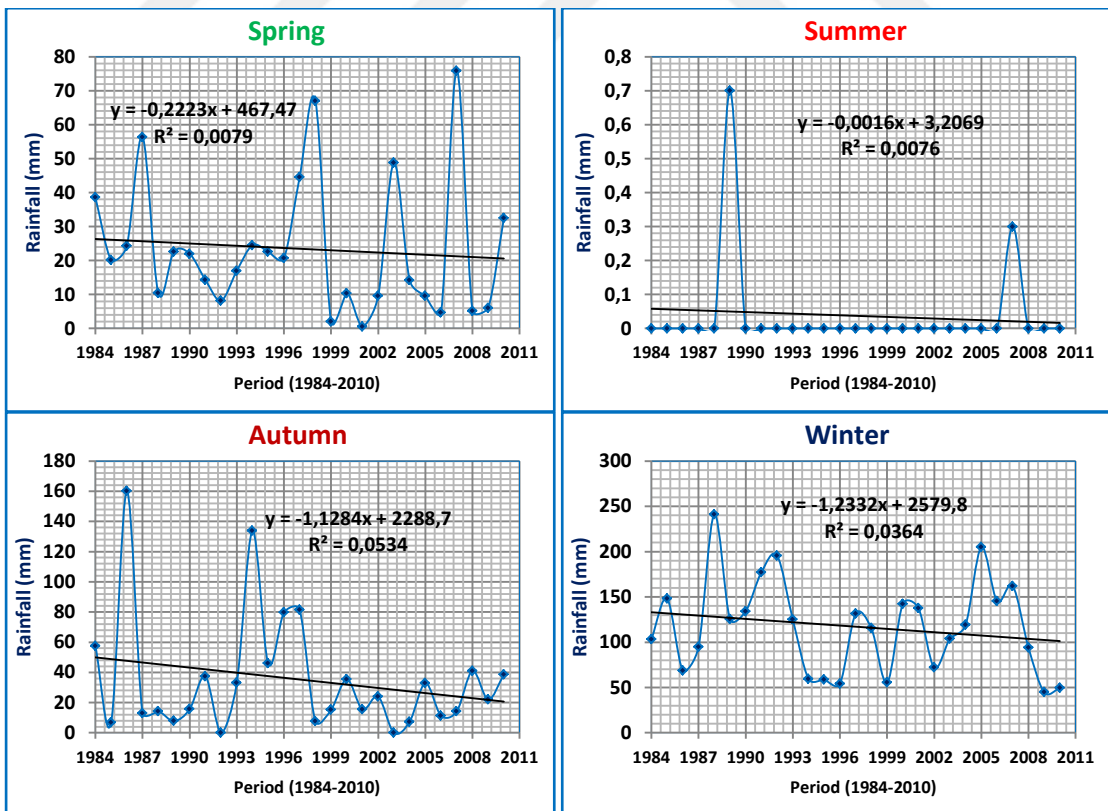 Spring
80
70
60
50
40
30
20
10
0
y = -0,2223x + 467,47
R² = 0,0079
Rainfall (mm)
1984 1987 1990 1993 1996 1999 2002 2005 2008 2011
Period (1984-2010)
Summer
0,8
0,7
0,6
0,5
0,4
0,3
0,2
0,1
0
y = -0,0016x + 3,2069
R² = 0,0076
Rainfall (mm)
1984 1987 1990 1993 1996 1999 2002 2005 2008 2011
Period (1984-2010)
Autumn
180
160
140
120
100
80
60
40
20
0
y = -1,1284x + 2288,7
R² = 0,0534
Rainfall (mm)
1984 1987 1990 1993 1996 1999 2002 2005 2008 2011
Period (1984-2010)
Winter
300
250
200
150
100
50
0
y = -1,2332x + 2579,8
R² = 0,0364
Rainfall (mm)
1984 1987 1990 1993 1996 1999 2002 2005 2008 2011
Period (1984-2010)